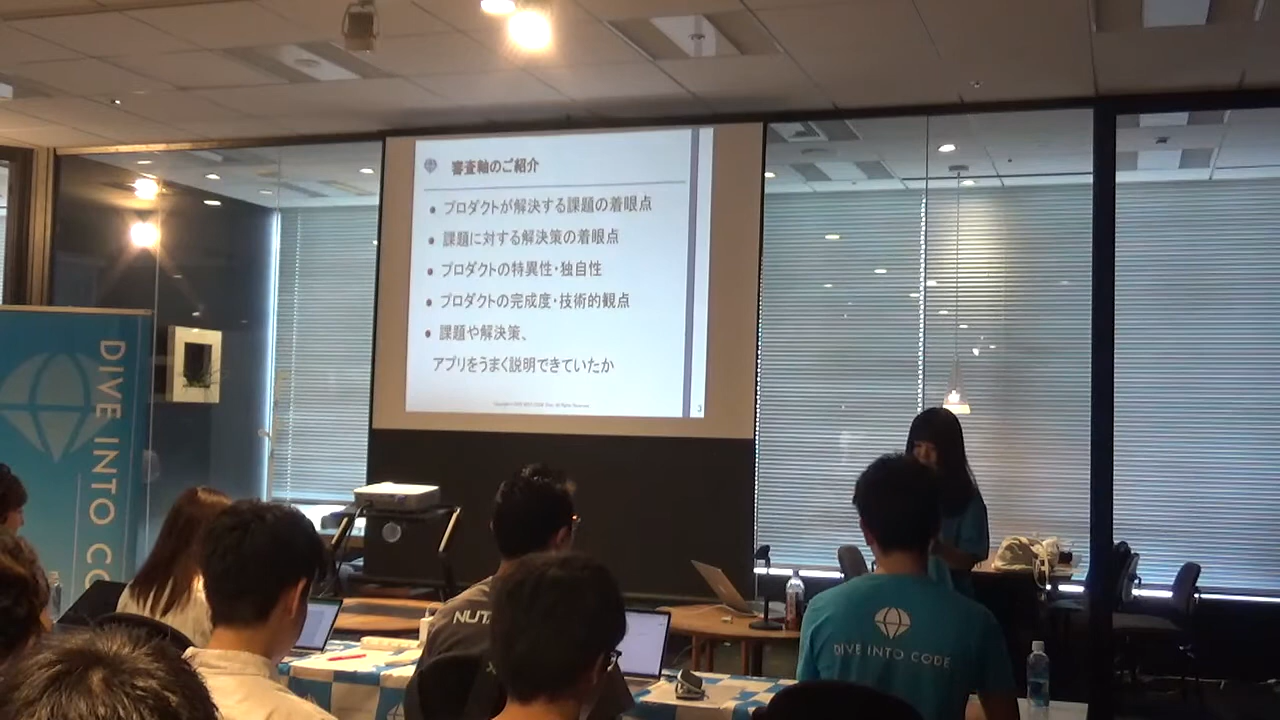 審査軸のご紹介
• プロダクトが解決する課題の着眼点
• 課題に対する解決策の着眼点
• プロダクトの特異性・独自性
• プロダクトの完成度・技術的観点
• 課題や解決策、
アプリをうまく説明できていたか
3
DIVE INTO CO
NUT
DIVE INTO CODE